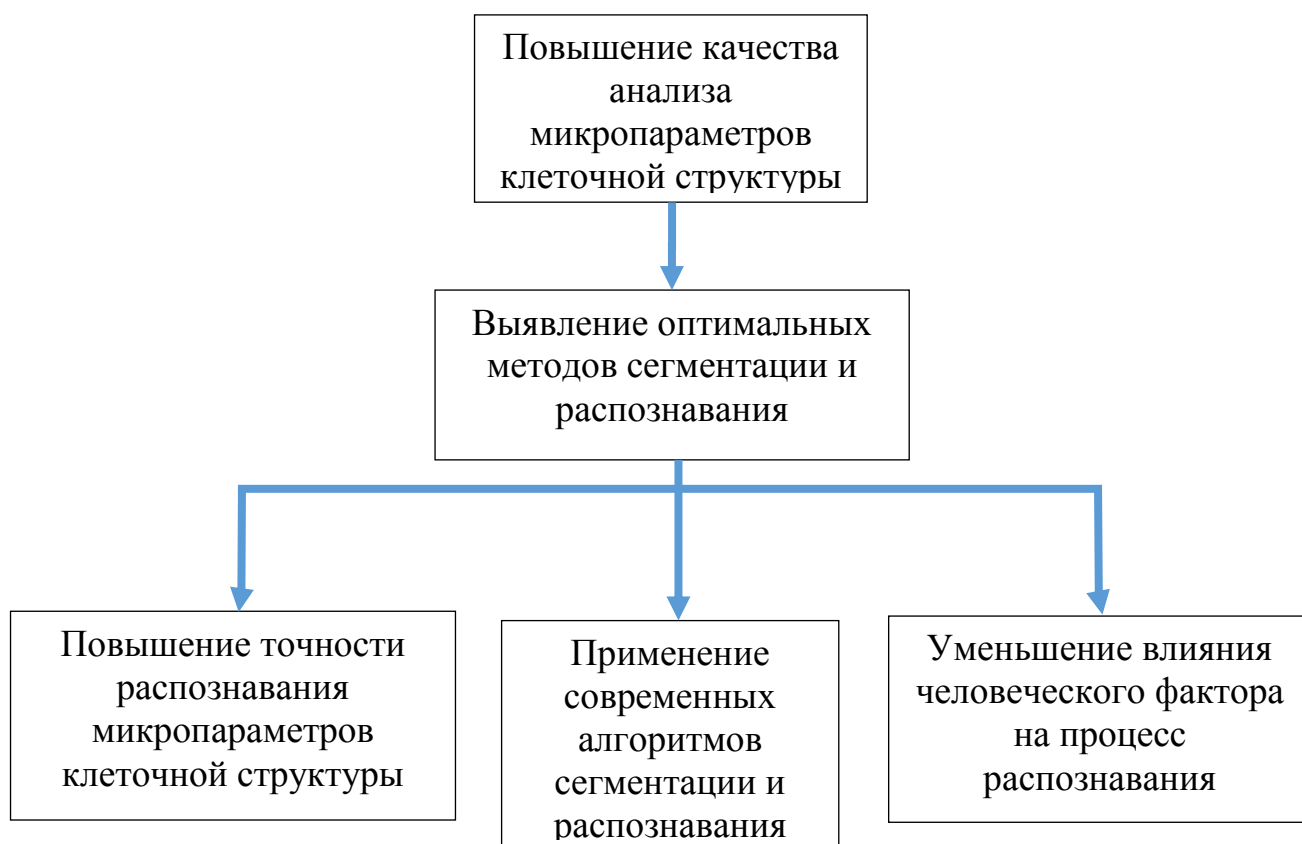 Повышение качества
анализа
микропараметров
клеточной структуры
Выявление оптимальных
методов сегментации и
распознавания
Повышение точности
распознавания
микропараметров
клеточной структуры
Применение
современных
алгоритмов
сегментации и
распознавания
Уменьшение влияния
человеческого фактора
на процесс
распознавания